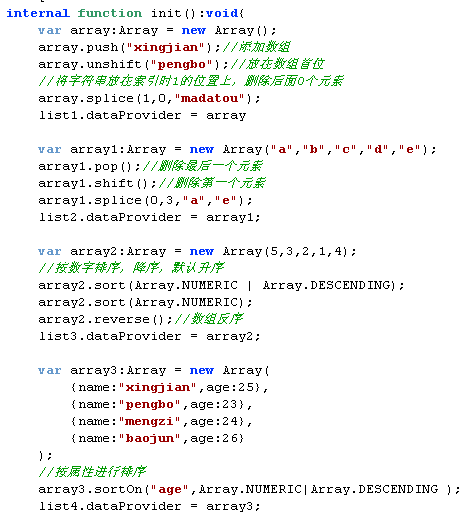 internal function init():void{
var array:Array = new Array();
array.push("xingjian");//添加数组
array.unshift("pengbo");//放在数组首位
//将字符串放在索引时1的位置上，删除后面0个元素
array.splice(1,0,"madatou");
list1.dataProvider = array
var array1:Array = new Array("a","b","c","d","e");
array1.pop();//删除最后一个元素
array1.shift();//删除第一个元素
array1.splice(0,3,"a","e");
list2.dataProvider = array1;
var array2:Array = new Array(5,3,2,1,4);
//按数字排序，降序，默认升序
array2.sort(Array.NUMERIC | Array.DESCENDING);
array2.sort(Array.NUMERIC);
array2.reverse();//数组反序
list3.dataProvider = array2;
var array3:Array = new Array(
{name:"xingjian",age:25},
{name:"pengbo",age:23},
{name:"mengzi",age:24},
{name:"baojun",age:26}
);
//按属性进行排序
array3.sortOn("age",Array.NUMERIC|Array.DESCENDING );
list4.dataProvider = array3;